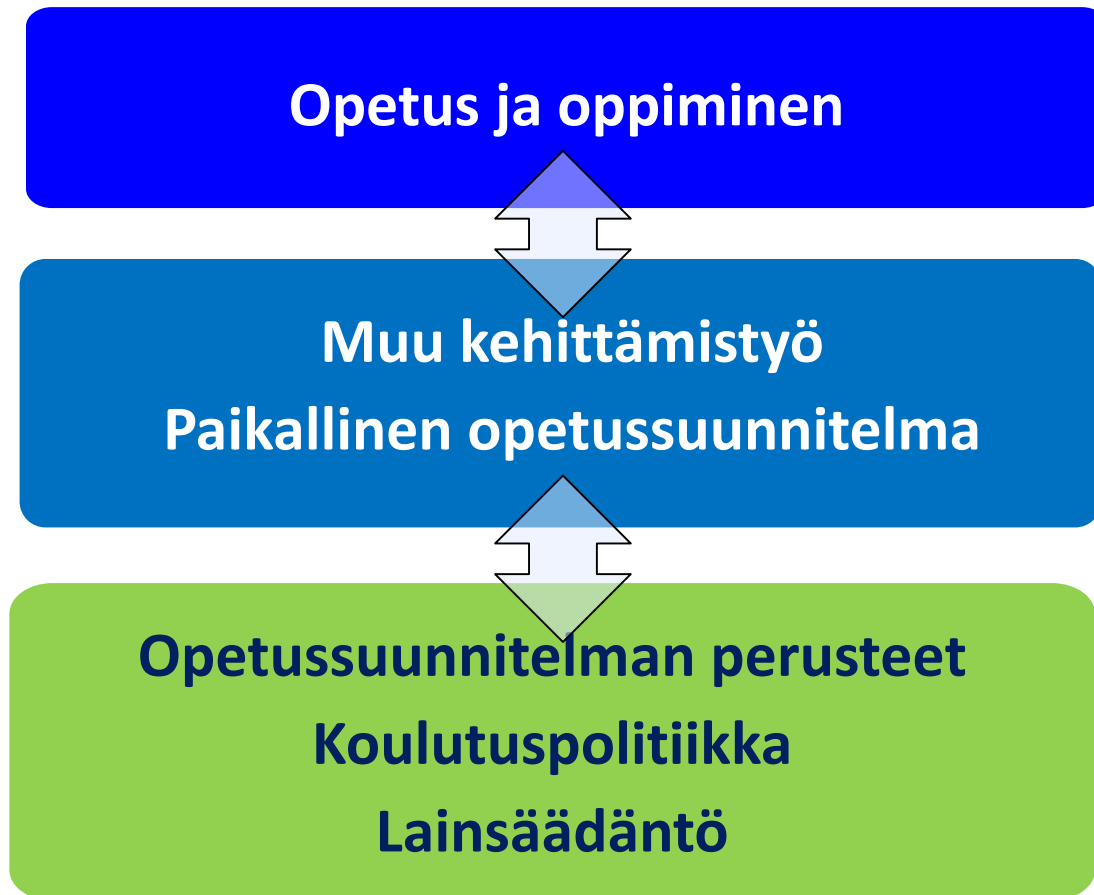 Opetus ja oppiminen
Muu kehittämistyö
Paikallinen opetussuunnitelma
Opetussuunnitelman perusteet
Koulutuspolitiikka
Lainsäädäntö